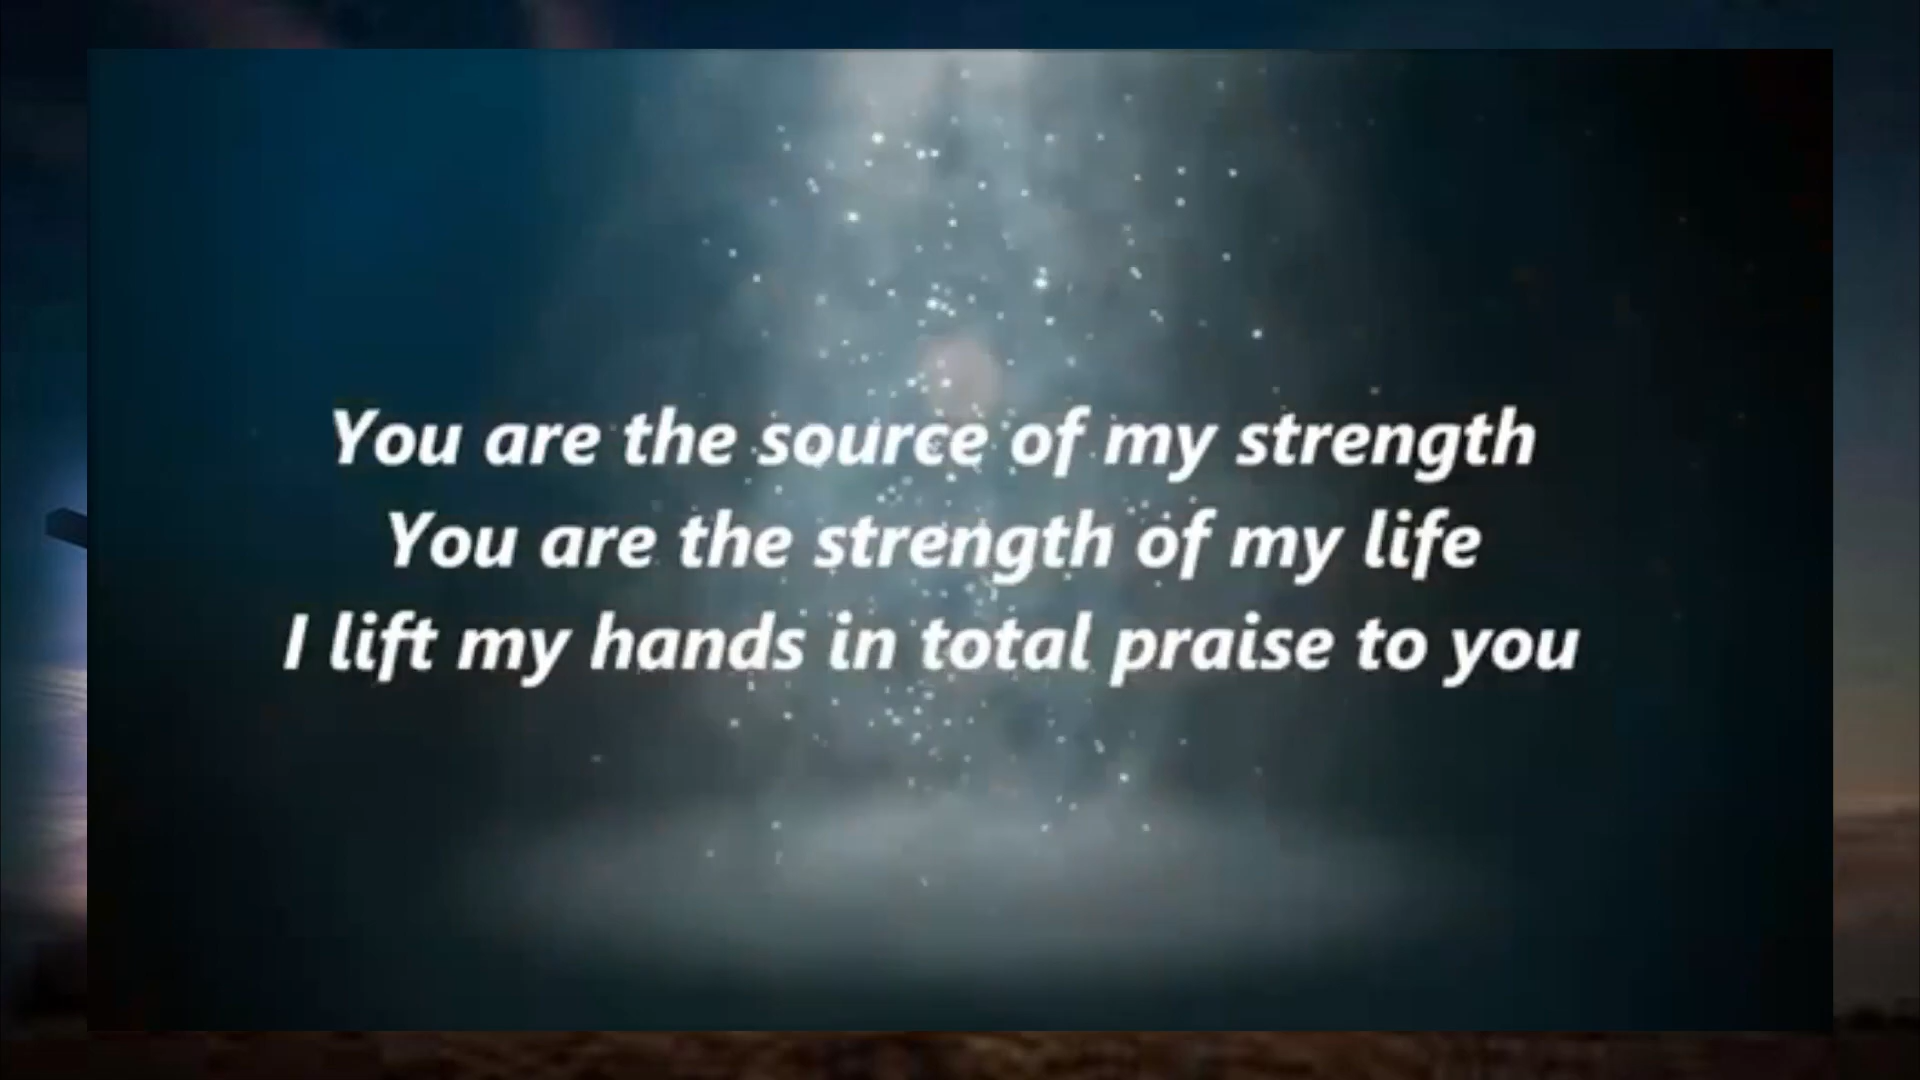 You are the source of my strength
You are the strength of my life
I lift my hands in total praise to you